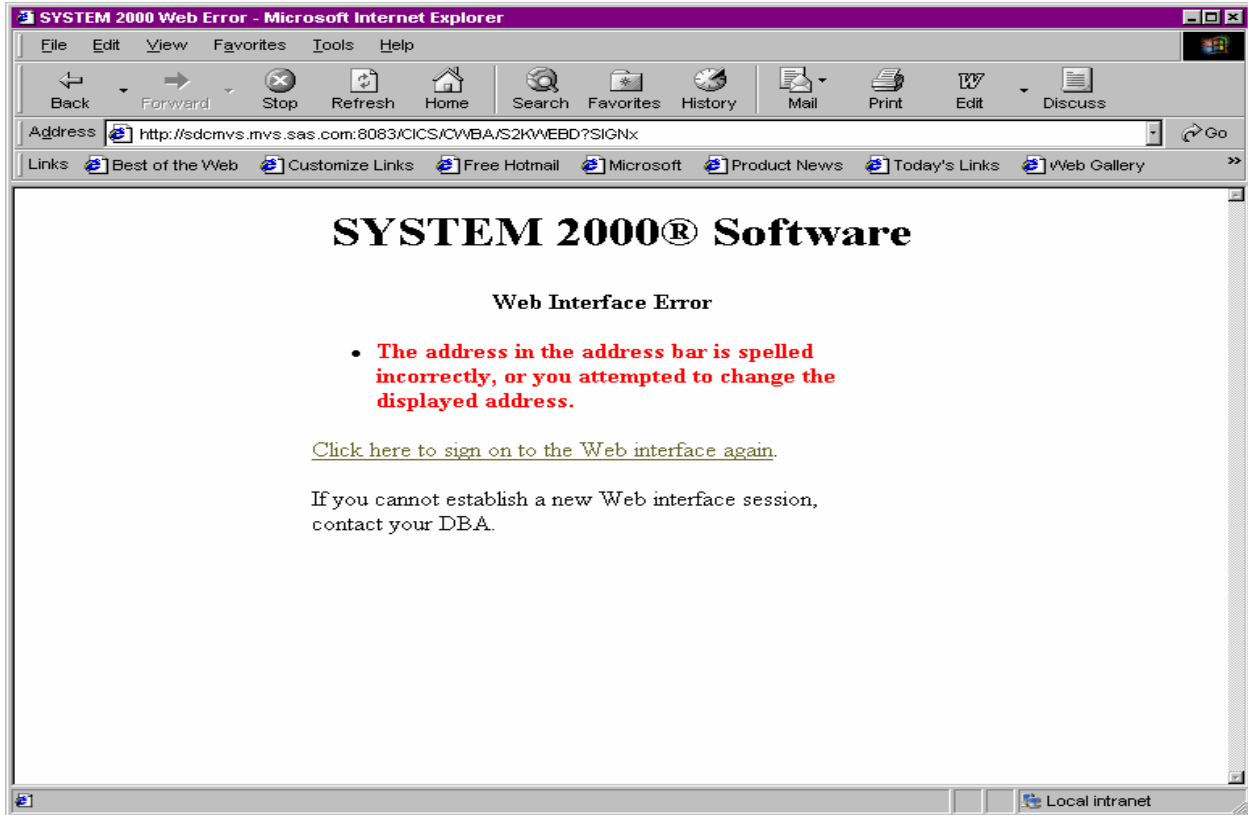 SYSTEM 2000 Web Error - Microsoft Internet Explorer
File Edit View Favorites Tools Help
Back Forward Stop Refresh Home Search Favorites History Mail Print Edit Discuss
Address http://sdcmvs.mvs.sas.com:8083/CICS/CWBA/S2KWEBD?SIGNx Go
Links Best of the Web Customize Links Free Hotmail Microsoft Product News Today's Links Web Gallery »
SYSTEM 2000® Software
Web Interface Error
• The address in the address bar is spelled
incorrectly, or you attempted to change the
displayed address.
Click here to sign on to the Web interface again.
If you cannot establish a new Web interface session,
contact your DBA.
Local intranet